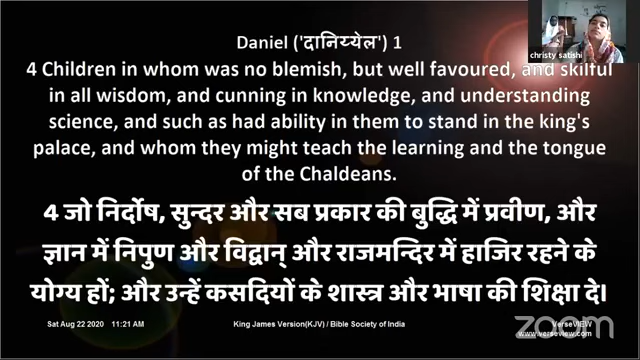 christy satishi
Daniel ('दानिय्येल') 1
4 Children in whom was no blemish, but well favoured, and skilful
in all wisdom, and cunning in knowledge, and understanding
science, and such as had ability in them to stand in the king's
palace, and whom they might teach the learning and the tongue
of the Chaldeans.
4 जो निर्दोष, सुन्दर और सब प्रकार की बुद्धि में प्रवीण, और
ज्ञान में निपुण और विद्वान् और राजमन्दिर में हाजिर रहने के
योग्य हों; और उन्हें कसदियों के शास्त्र और भाषा की शिक्षा दे।
Sat Aug 22 2020 11:21 AM King James Version(KJV) / Bible Society of India VerseVIEW
www.verseview.com
zoom